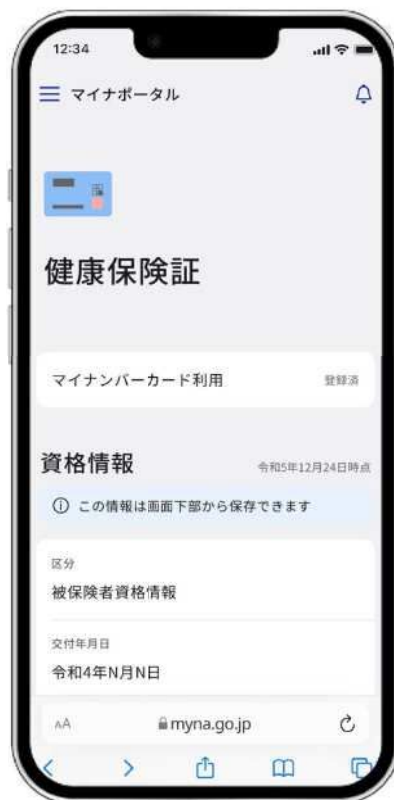 12:34
マイナポータル
健康保険証
マイナンバーカード利用 登録済
資格情報 令和5年12月24日時点
この情報は画面下部から保存できます
区分
被保険者資格情報
交付年月日
令和4年N月N日
AA myna.go.jp